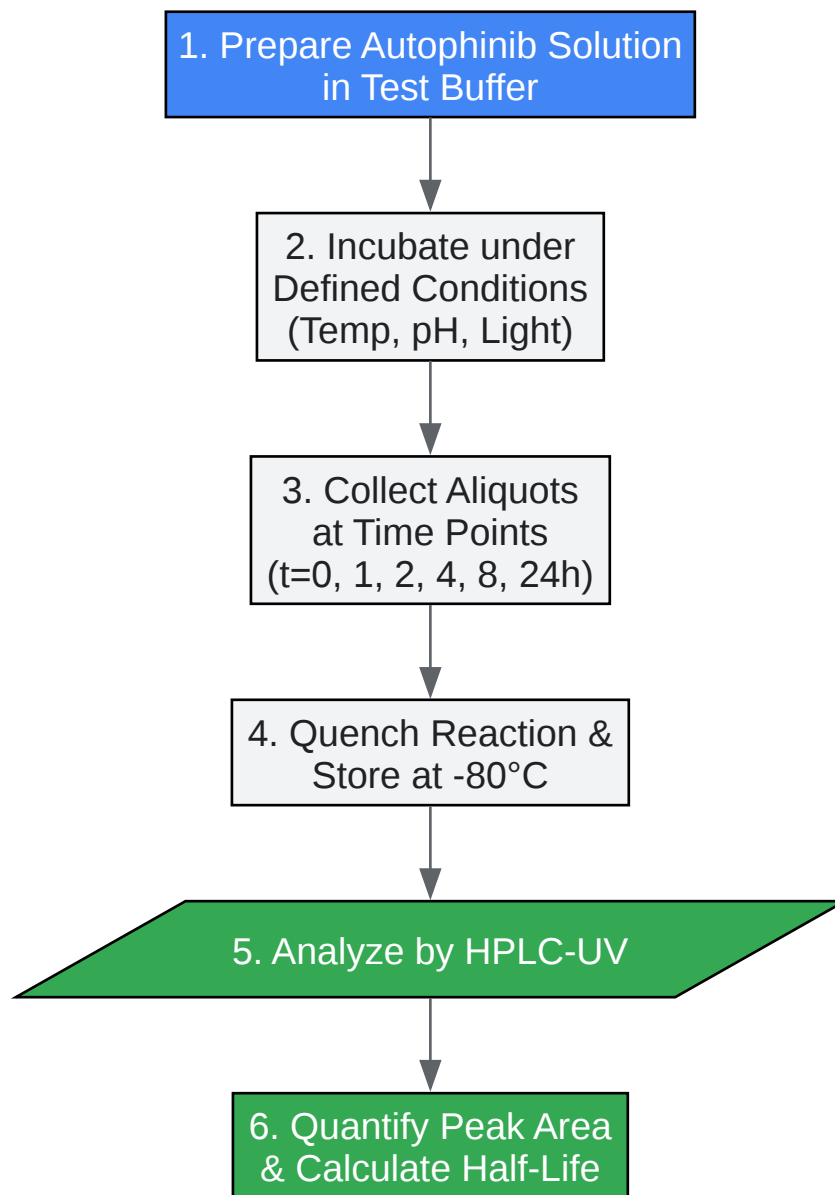 1. Prepare Autophinib Solution
in Test Buffer
2. Incubate under
Defined Conditions
(Temp, pH, Light)
3. Collect Aliquots
at Time Points
(t=0, 1, 2, 4, 8, 24h)
4. Quench Reaction &
Store at -80°C
5. Analyze by HPLC-UV
6. Quantify Peak Area
& Calculate Half-Life